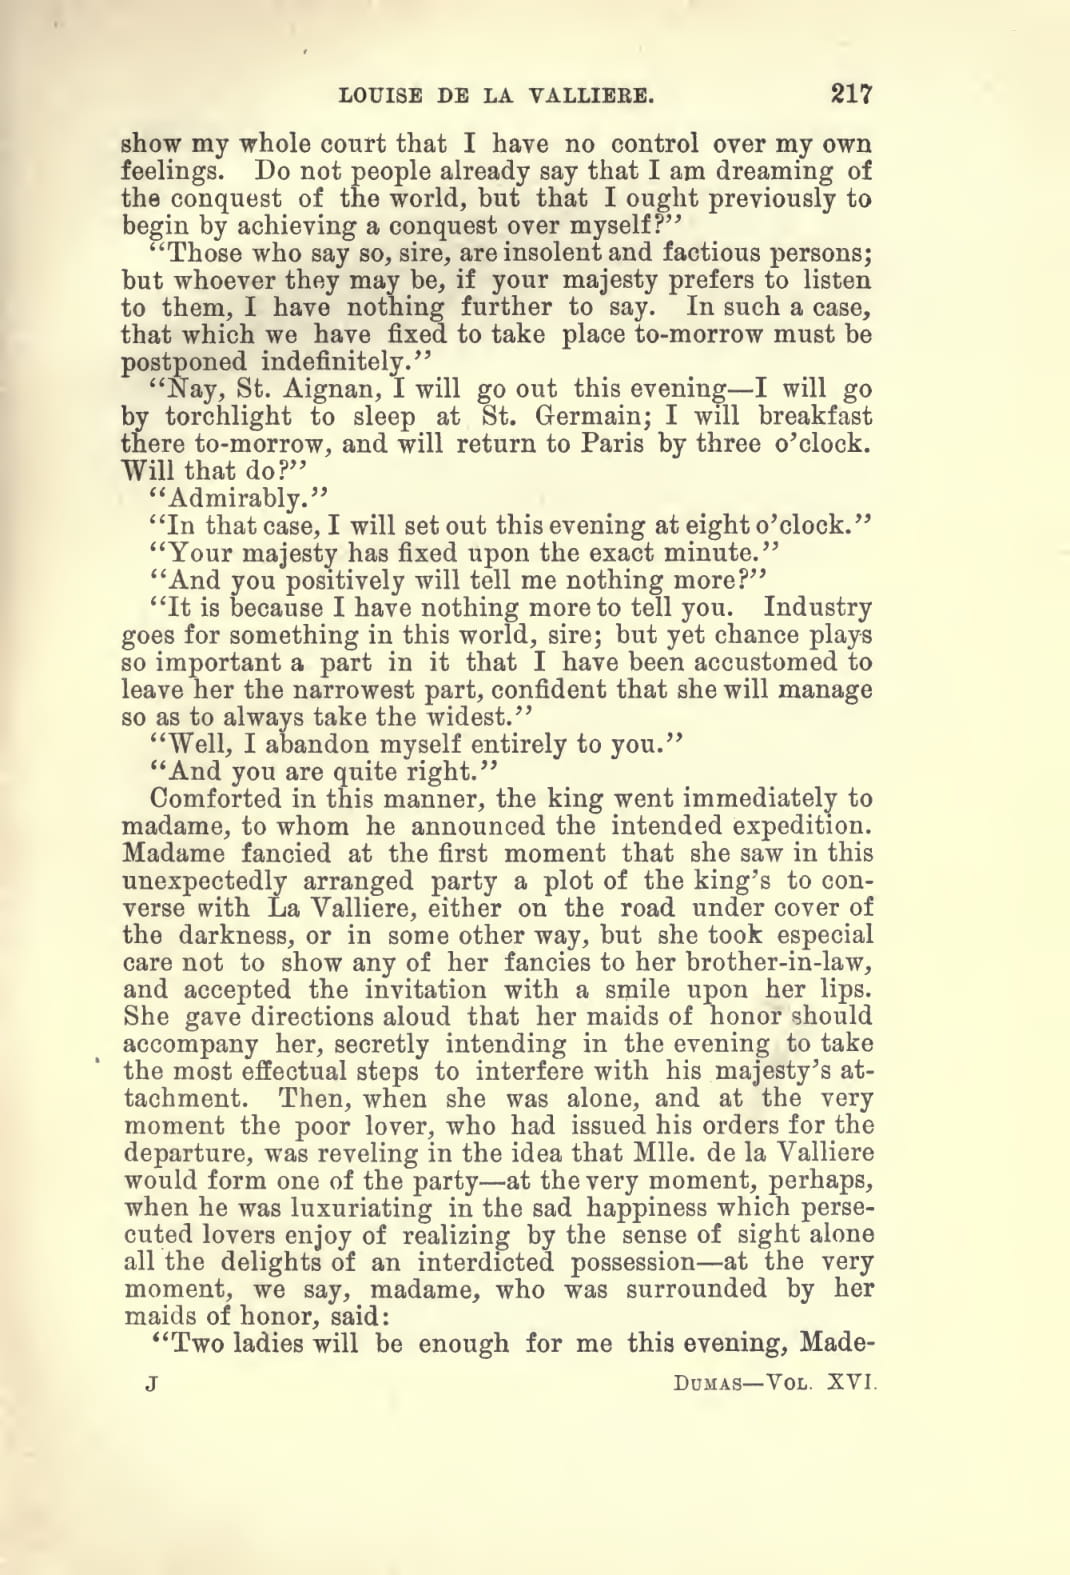 LOUISE DE LA VALLIERE. 217
show my whole court that I have no control over my own
feelings. Do not people already say that I am dreaming of
the conquest of the world, but that I ought previously to
begin by achieving a conquest over myself?”
“Those who say so, sire, are insolent and factious persons;
but whoever they may be, if your majesty prefers to listen
to them, I have nothing further to say. In such a case,
that which we have fixed to take place to-morrow must be
postponed indefinitely.”
“Nay, St. Aignan, I will go out this evening—I will go
by torchlight to sleep at St. Germain; I will breakfast
there to-morrow, and will return to Paris by three o’clock.
Will that do?”
“Admirably.”
“In that case, I will set out this evening at eight o’clock.”
“Your majesty has fixed upon the exact minute.”
“And you positively will tell me nothing more?”
“It is because I have nothing more to tell you. Industry
goes for something in this world, sire; but yet chance plays
so important a part in it that I have been accustomed to
leave her the narrowest part, confident that she will manage
so as to always take the widest.”
“Well, I abandon myself entirely to you.”
“And you are quite right.”
Comforted in this manner, the king went immediately to
madame, to whom he announced the intended expedition.
Madame fancied at the first moment that she saw in this
unexpectedly arranged party a plot of the king’s to con-
verse with La Valliere, either on the road under cover of
the darkness, or in some other way, but she took especial
care not to show any of her fancies to her brother-in-law,
and accepted the invitation with a smile upon her lips.
She gave directions aloud that her maids of honor should
accompany her, secretly intending in the evening to take
the most effectual steps to interfere with his majesty’s at-
tachment. Then, when she was alone, and at the very
moment the poor lover, who had issued his orders for the
departure, was reveling in the idea that Mlle. de la Valliere
would form one of the party—at the very moment, perhaps,
when he was luxuriating in the sad happiness which perse-
cuted lovers enjoy of realizing by the sense of sight alone
all the delights of an interdicted possession—at the very
moment, we say, madame, who was surrounded by her
maids of honor, said:
“Two ladies will be enough for me this evening, Made-
J DUMAS—VOL. XVI.